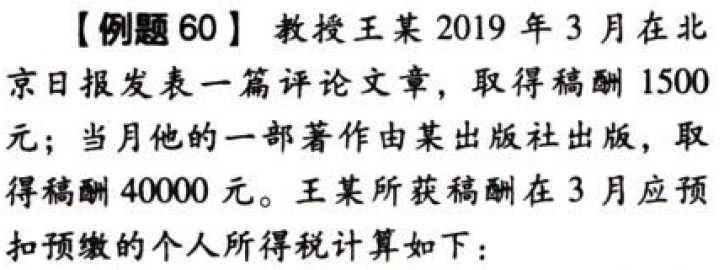 【例题60】 教授王某 2019 年 3 月在北
京日报发表一篇评论文章，取得稿酬 1500
元；当月他的一部著作由某出版社出版，取
得稿酬 40000 元。王某所获稿酬在 3 月应预
扣预缴的个人所得税计算如下：